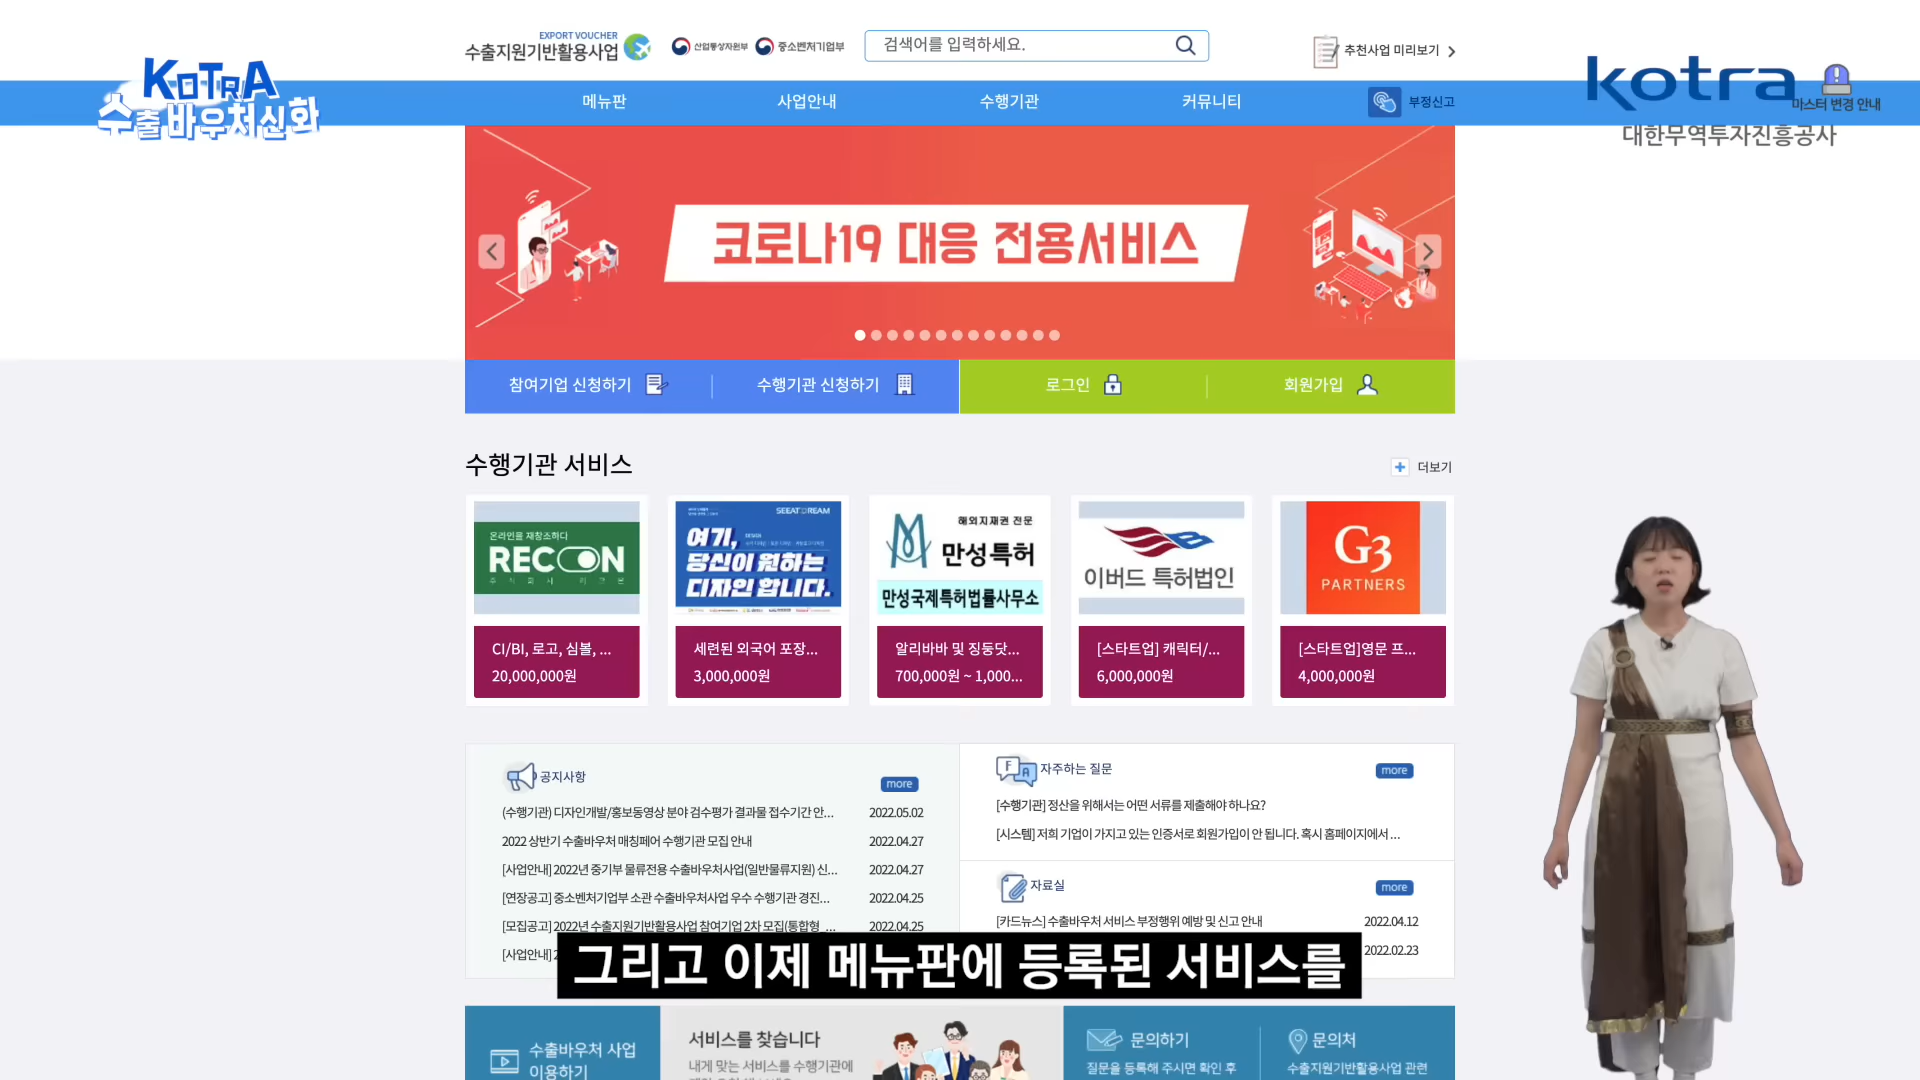 KOTRA
수출바우처신화
EXPORT VOUCHER
수출지원기반활용사업
산업통상자원부
중소벤처기업부
검색어를 입력하세요.
추천사업 미리보기
메뉴판
사업안내
수행기관
커뮤니티
부정신고
kotra
마스터 변경 안내
대한무역투자진흥공사
코로나19 대응 전용서비스
참여기업 신청하기
수행기관 신청하기
로그인
회원가입
수행기관 서비스
더보기
온라인을 재창조하다
RECON
주식회사 리코온
CI/BI, 로고, 심볼, ...
20,000,000원
SEEAT DREAM
여기,
당신이 원하는
디자인 합니다.
세련된 외국어 포장...
3,000,000원
해외지재권 전문
만성특허
만성국제특허법률사무소
알리바바 및 징둥닷...
700,000원 ~ 1,000...
이버드 특허법인
[스타트업] 캐릭터/...
6,000,000원
G3
PARTNERS
[스타트업]영문 프...
4,000,000원
공지사항
more
(수행기관) 디자인개발/홍보동영상 분야 검수평가 결과물 접수기간 안... 2022.05.02
2022 상반기 수출바우처 매칭페어 수행기관 모집 안내 2022.04.27
[사업안내] 2022년 중기부 물류전용 수출바우처사업(일반물류지원) 신... 2022.04.27
[연장공고] 중소벤처기업부 소관 수출바우처사업 우수 수행기관 경진... 2022.04.25
[모집공고] 2022년 수출지원기반활용사업 참여기업 2차 모집(통합형_... 2022.04.25
[사업안내]
F A 자주하는 질문
more
[수행기관] 정산을 위해서는 어떤 서류를 제출해야 하나요?
[시스템] 저희 기업이 가지고 있는 인증서로 회원가입이 안 됩니다. 혹시 홈페이지에서 ...
자료실
more
[카드뉴스] 수출바우처 서비스 부정행위 예방 및 신고 안내 2022.04.12
2022.02.23
그리고 이제 메뉴판에 등록된 서비스를
수출바우처 사업
이용하기
서비스를 찾습니다
내게 맞는 서비스를 수행기관에
문의하기
질문을 등록해 주시면 확인 후
문의처
수출지원기반활용사업 관련